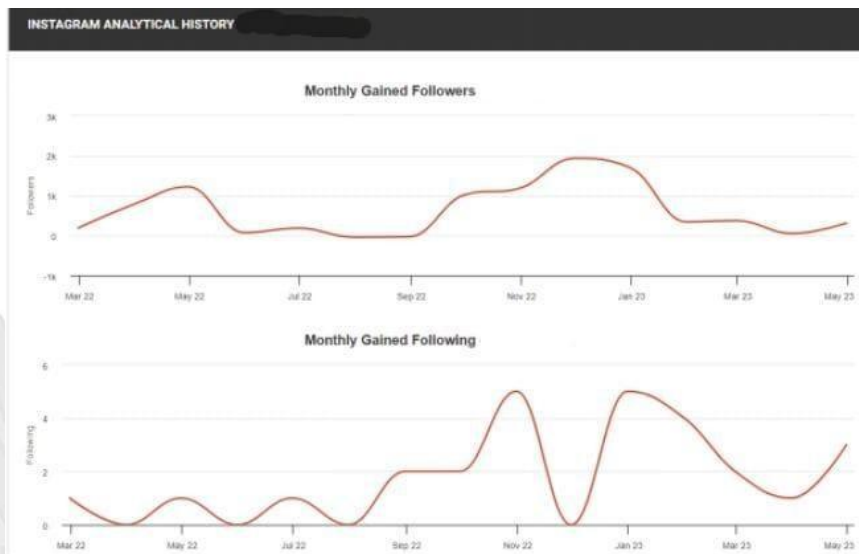 INSTAGRAM ANALYTICAL HISTORY
Monthly Gained Followers
3k
2k
1k
0
-1k
Followers
Mar 22 May 22 Jul 22 Sep 22 Nov 22 Jan 23 Mar 23 May 23
Monthly Gained Following
6
4
2
0
Following
Mar 22 May 22 Jul 22 Sep 22 Nov 22 Jan 23 Mar 23 May 23